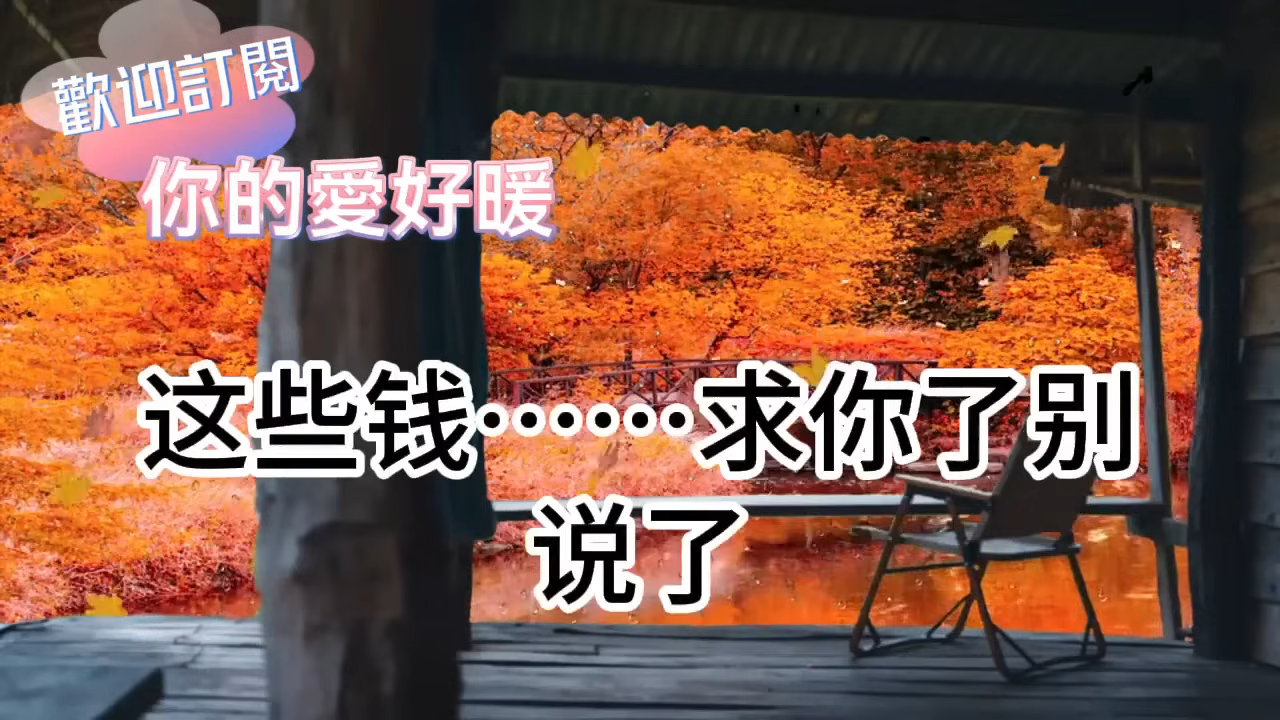 歡迎訂閱
你的愛好暖
这些钱……求你了别
说了